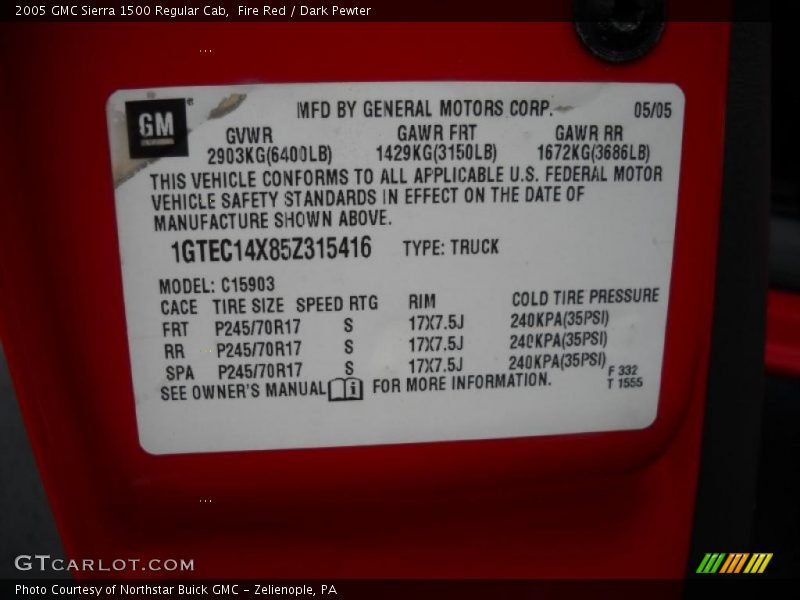 2005 GMC Sierra 1500 Regular Cab,  Fire Red / Dark Pewter
...
GM
MFD BY GENERAL MOTORS CORP. 05/05
GVWR GAWR FRT GAWR RR
2903KG(6400LB) 1429KG(3150LB) 1672KG(3686LB)
THIS VEHICLE CONFORMS TO ALL APPLICABLE U.S. FEDERAL MOTOR
VEHICLE SAFETY STANDARDS IN EFFECT ON THE DATE OF
MANUFACTURE SHOWN ABOVE.
1GTEC14X85Z315416 TYPE: TRUCK
MODEL: C15903
CACE TIRE SIZE SPEED RTG RIM COLD TIRE PRESSURE
FRT P245/70R17 S 17X7.5J 240KPA(35PSI)
RR P245/70R17 S 17X7.5J 240KPA(35PSI)
SPA P245/70R17 S 17X7.5J 240KPA(35PSI)
SEE OWNER'S MANUAL i FOR MORE INFORMATION.
F 332
T 1555
...
GTCARLOT.COM
Photo Courtesy of Northstar Buick GMC - Zelienople, PA